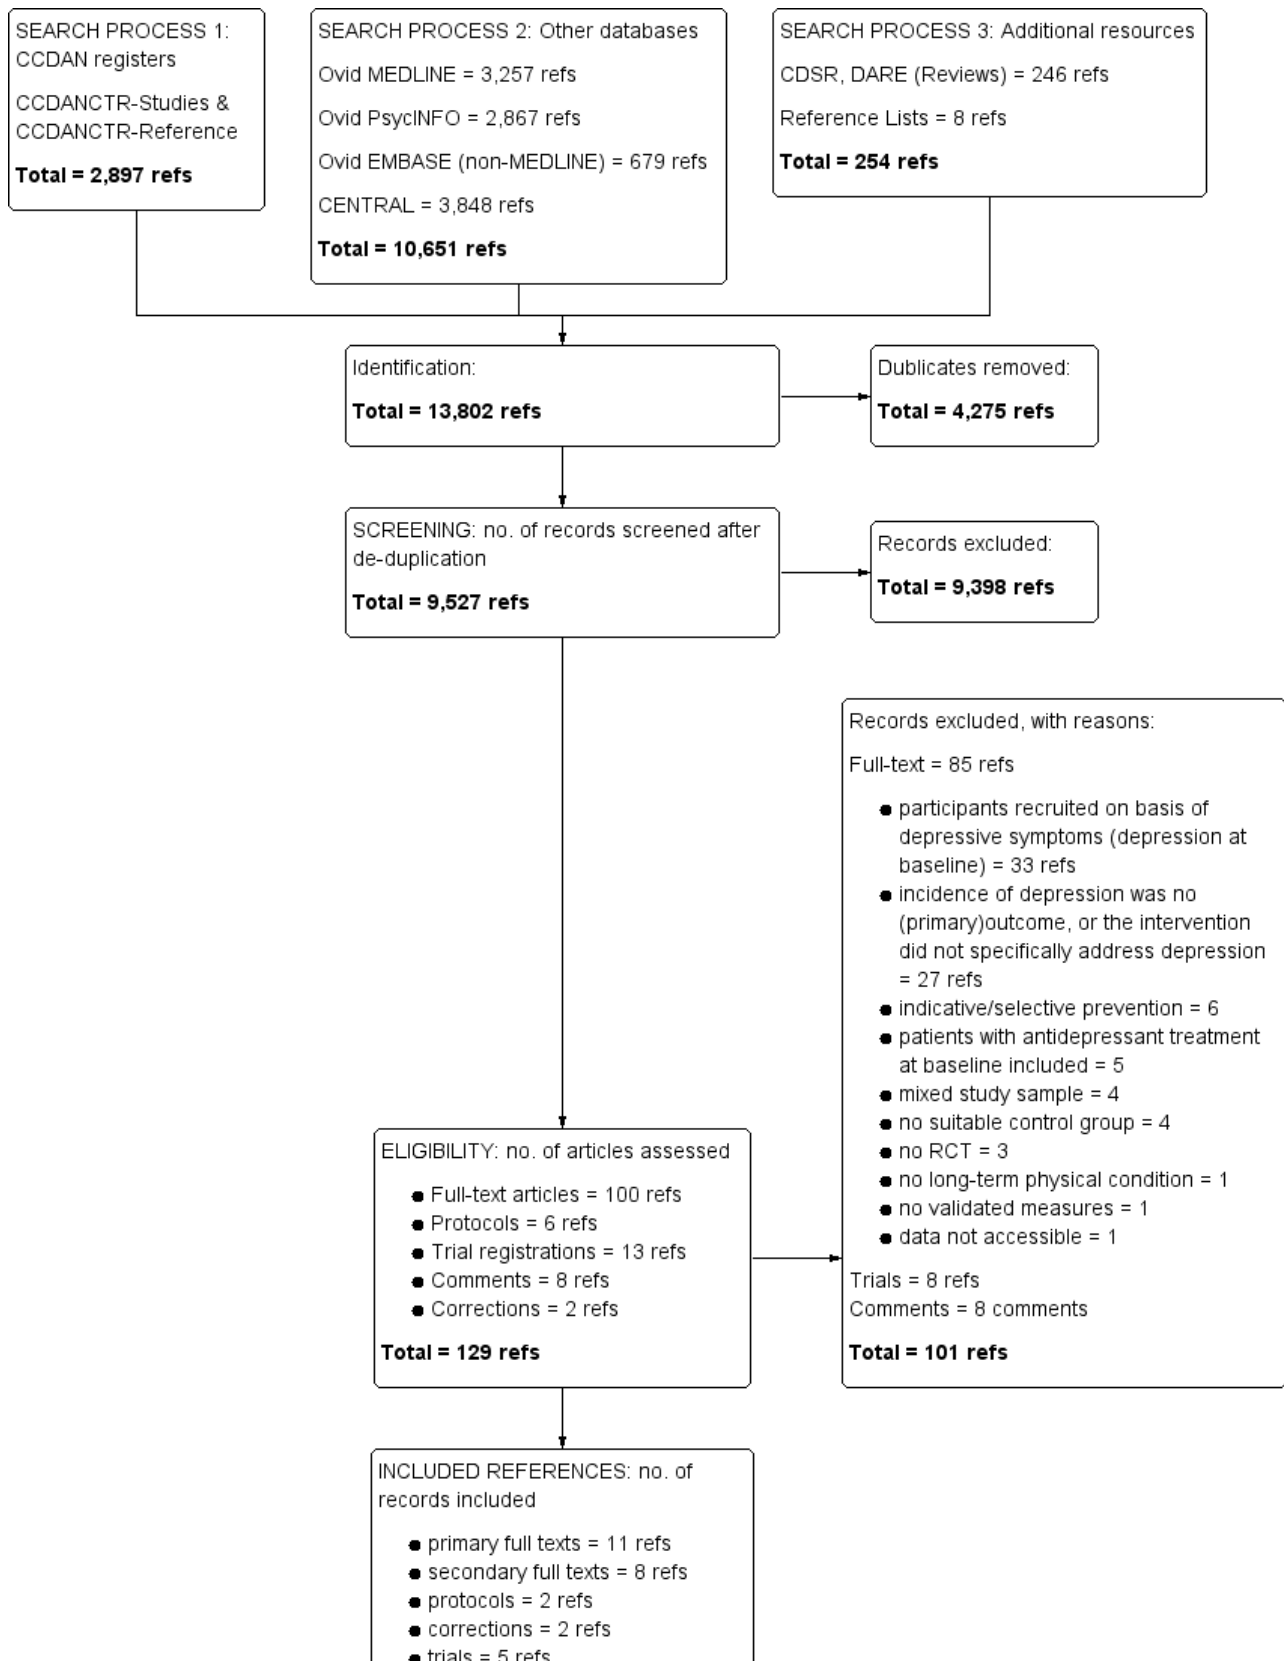 SEARCH PROCESS 1:
CCDAN registers
CCDANCTR-Studies &
CCDANCTR-Reference
Total = 2,897 refs
SEARCH PROCESS 2: Other databases
Ovid MEDLINE = 3,257 refs
Ovid PsycINFO = 2,867 refs
Ovid EMBASE (non-MEDLINE) = 679 refs
CENTRAL = 3,848 refs
Total = 10,651 refs
SEARCH PROCESS 3: Additional resources
CDSR, DARE (Reviews) = 246 refs
Reference Lists = 8 refs
Total = 254 refs
Identification:
Total = 13,802 refs
Dublicates removed:
Total = 4,275 refs
SCREENING: no. of records screened after
de-duplication
Total = 9,527 refs
Records excluded:
Total = 9,398 refs
Records excluded, with reasons:
Full-text = 85 refs
● participants recruited on basis of
depressive symptoms (depression at
baseline) = 33 refs
● incidence of depression was no
(primary)outcome, or the intervention
did not specifically address depression
= 27 refs
● indicative/selective prevention = 6
● patients with antidepressant treatment
at baseline included = 5
● mixed study sample = 4
● no suitable control group = 4
● no RCT = 3
● no long-term physical condition = 1
● no validated measures = 1
● data not accessible = 1
Trials = 8 refs
Comments = 8 comments
Total = 101 refs
ELIGIBILITY: no. of articles assessed
● Full-text articles = 100 refs
● Protocols = 6 refs
● Trial registrations = 13 refs
● Comments = 8 refs
● Corrections = 2 refs
Total = 129 refs
INCLUDED REFERENCES: no. of
records included
● primary full texts = 11 refs
● secondary full texts = 8 refs
● protocols = 2 refs
● corrections = 2 refs
● trials = 5 refs